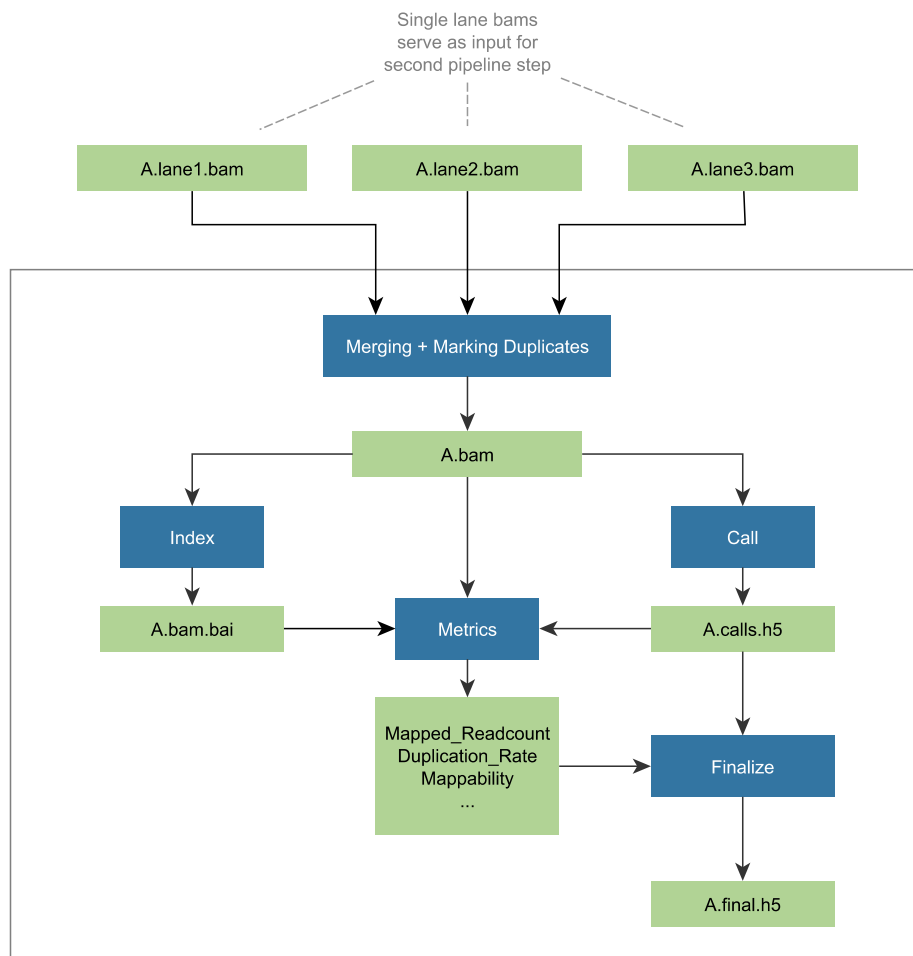 Single lane bams
serve as input for
second pipeline step
A.lane1.bam
A.lane2.bam
A.lane3.bam
Merging + Marking Duplicates
A.bam
Index
Call
A.bam.bai
Metrics
A.calls.h5
Mapped_Readcount
Duplication_Rate
Mappability
...
Finalize
A.final.h5